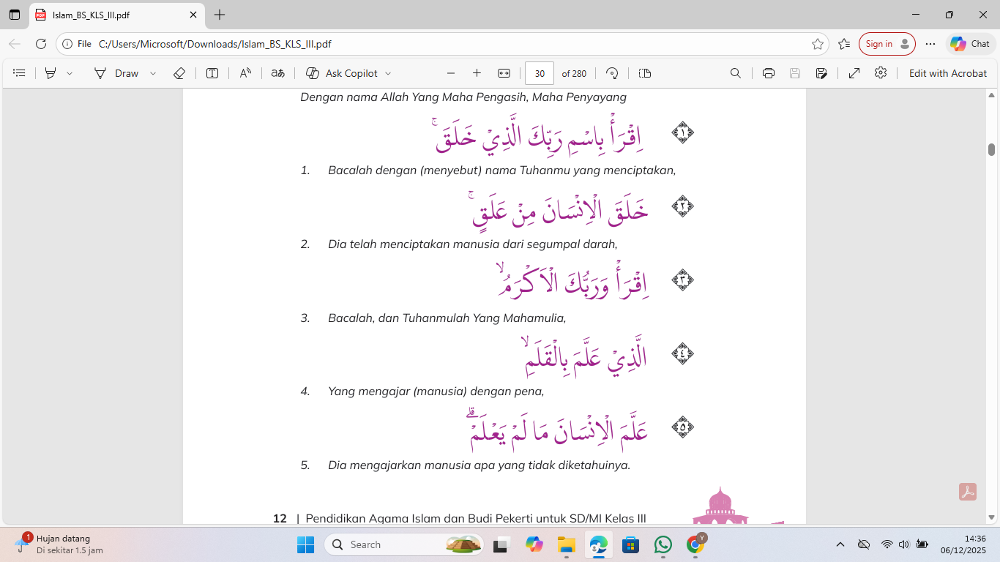 Islam_BS_KLS_III.pdf
File C:/Users/Microsoft/Downloads/Islam_BS_KLS_III.pdf
Sign in
Chat
Draw
Ask Copilot
30 of 280
Edit with Acrobat
Dengan nama Allah Yang Maha Pengasih, Maha Penyayang
اِقْرَأْ بِاسْمِ رَبِّكَ الَّذِيْ خَلَقَۚ ١
1. Bacalah dengan (menyebut) nama Tuhanmu yang menciptakan,
خَلَقَ الْاِنْسَانَ مِنْ عَلَقٍۚ ٢
2. Dia telah menciptakan manusia dari segumpal darah,
اِقْرَأْ وَرَبُّكَ الْاَكْرَمُۙ ٣
3. Bacalah, dan Tuhanmulah Yang Mahamulia,
الَّذِيْ عَلَّمَ بِالْقَلَمِۙ ٤
4. Yang mengajar (manusia) dengan pena,
عَلَّمَ الْاِنْسَانَ مَا لَمْ يَعْلَمْۗ ٥
5. Dia mengajarkan manusia apa yang tidak diketahuinya.
12 | Pendidikan Agama Islam dan Budi Pekerti untuk SD/MI Kelas III
1
Hujan datang
Di sekitar 1.5 jam
Search
Y
14:36
06/12/2025